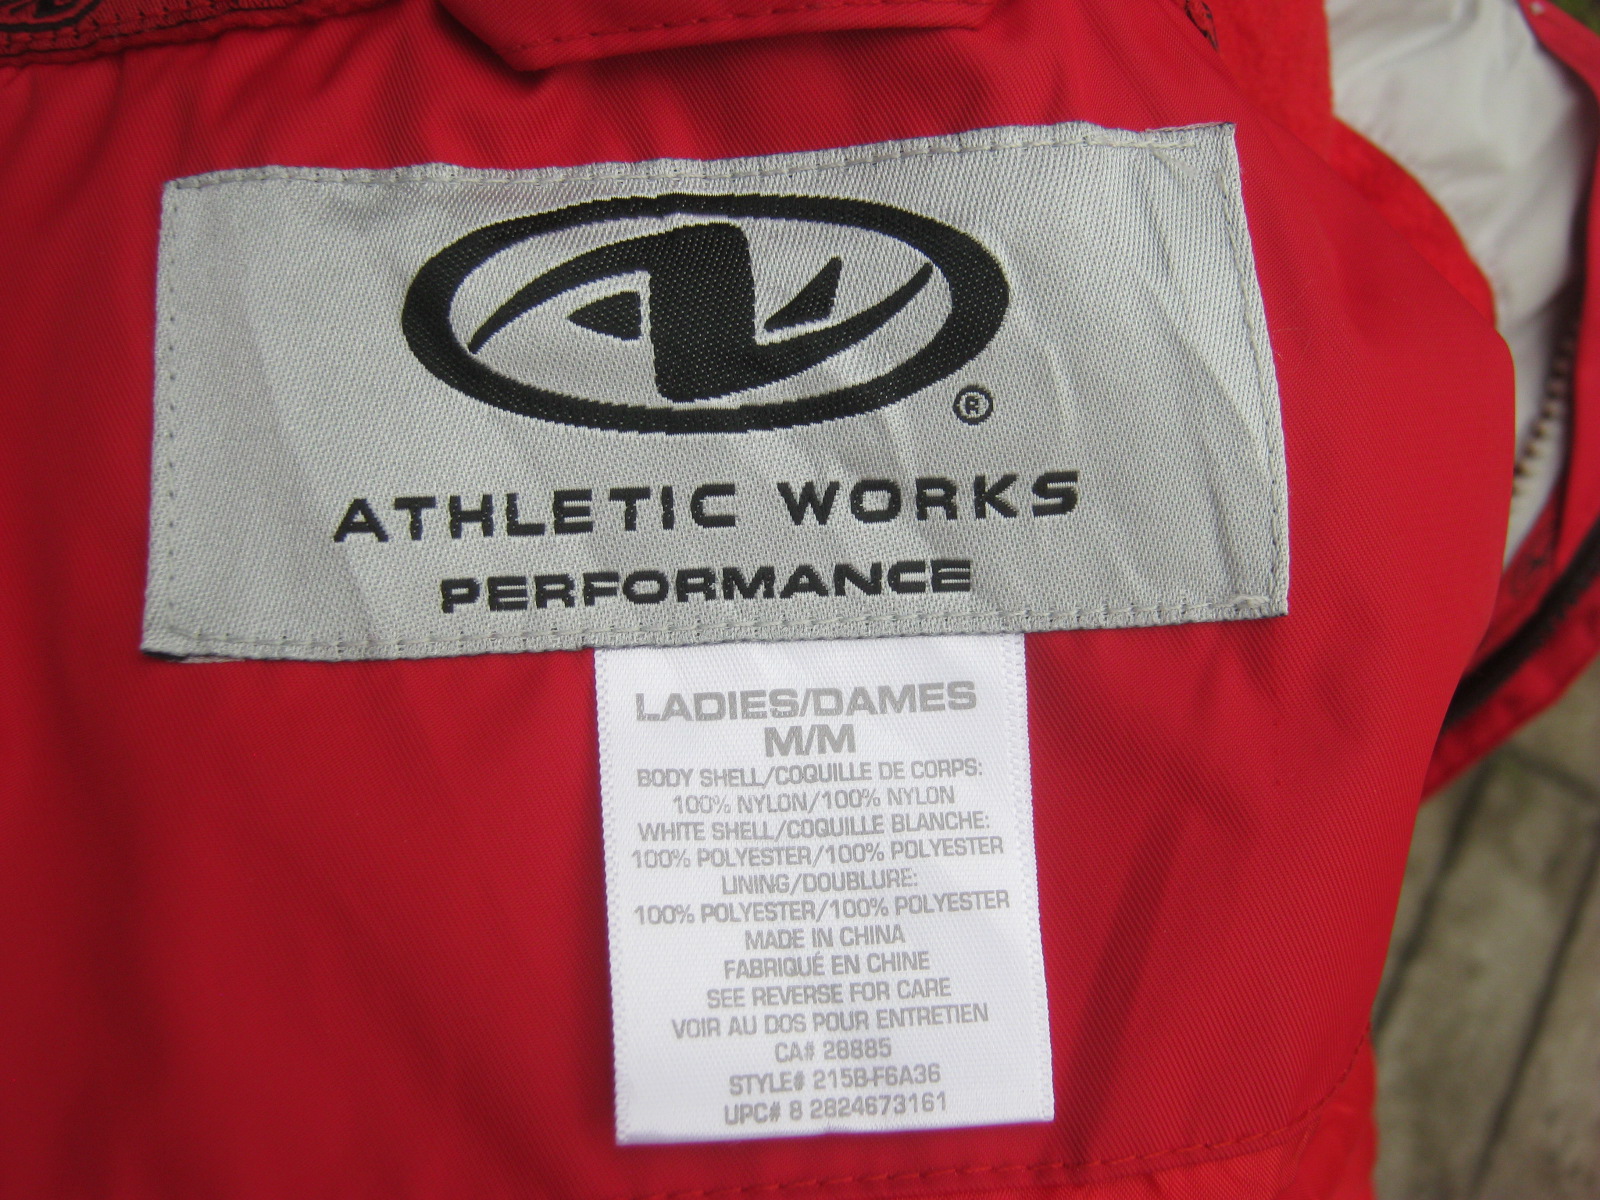 ®
ATHLETIC WORKS
PERFORMANCE
LADIES/DAMES
M/M
BODY SHELL/COQUILLE DE CORPS:
100% NYLON/100% NYLON
WHITE SHELL/COQUILLE BLANCHE:
100% POLYESTER/100% POLYESTER
LINING/DOUBLURE:
100% POLYESTER/100% POLYESTER
MADE IN CHINA
FABRIQUÉ EN CHINE
SEE REVERSE FOR CARE
VOIR AU DOS POUR ENTRETIEN
CA# 28885
STYLE# 215B-F6A36
UPC# 8 2824673161